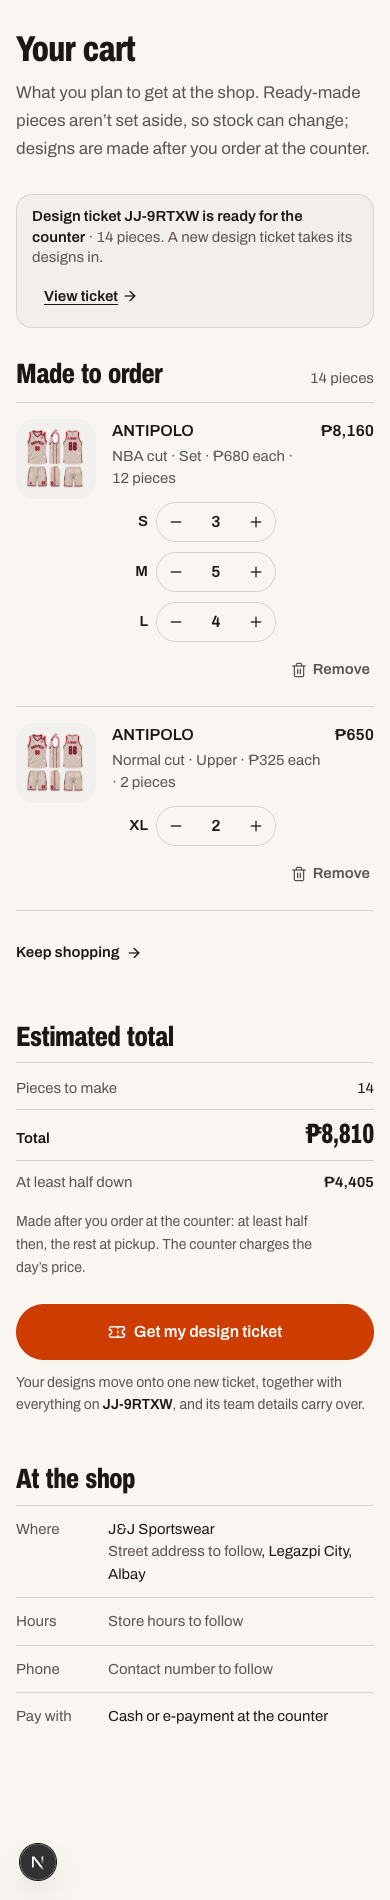 Your cart
What you plan to get at the shop. Ready-made
pieces aren’t set aside, so stock can change;
designs are made after you order at the counter.
Design ticket JJ-9RTXW is ready for the
counter · 14 pieces. A new design ticket takes its
designs in.
View ticket →
Made to order 14 pieces
ANTIPOLO ₱8,160
NBA cut · Set · ₱680 each ·
12 pieces
S − 3 +
M − 5 +
L − 4 +
Remove
ANTIPOLO ₱650
Normal cut · Upper · ₱325 each
· 2 pieces
XL − 2 +
Remove
Keep shopping →
Estimated total
Pieces to make 14
Total ₱8,810
At least half down ₱4,405
Made after you order at the counter: at least half
then, the rest at pickup. The counter charges the
day’s price.
Get my design ticket
Your designs move onto one new ticket, together with
everything on JJ-9RTXW, and its team details carry over.
At the shop
Where J&J Sportswear
Street address to follow, Legazpi City,
Albay
Hours Store hours to follow
Phone Contact number to follow
Pay with Cash or e-payment at the counter
N